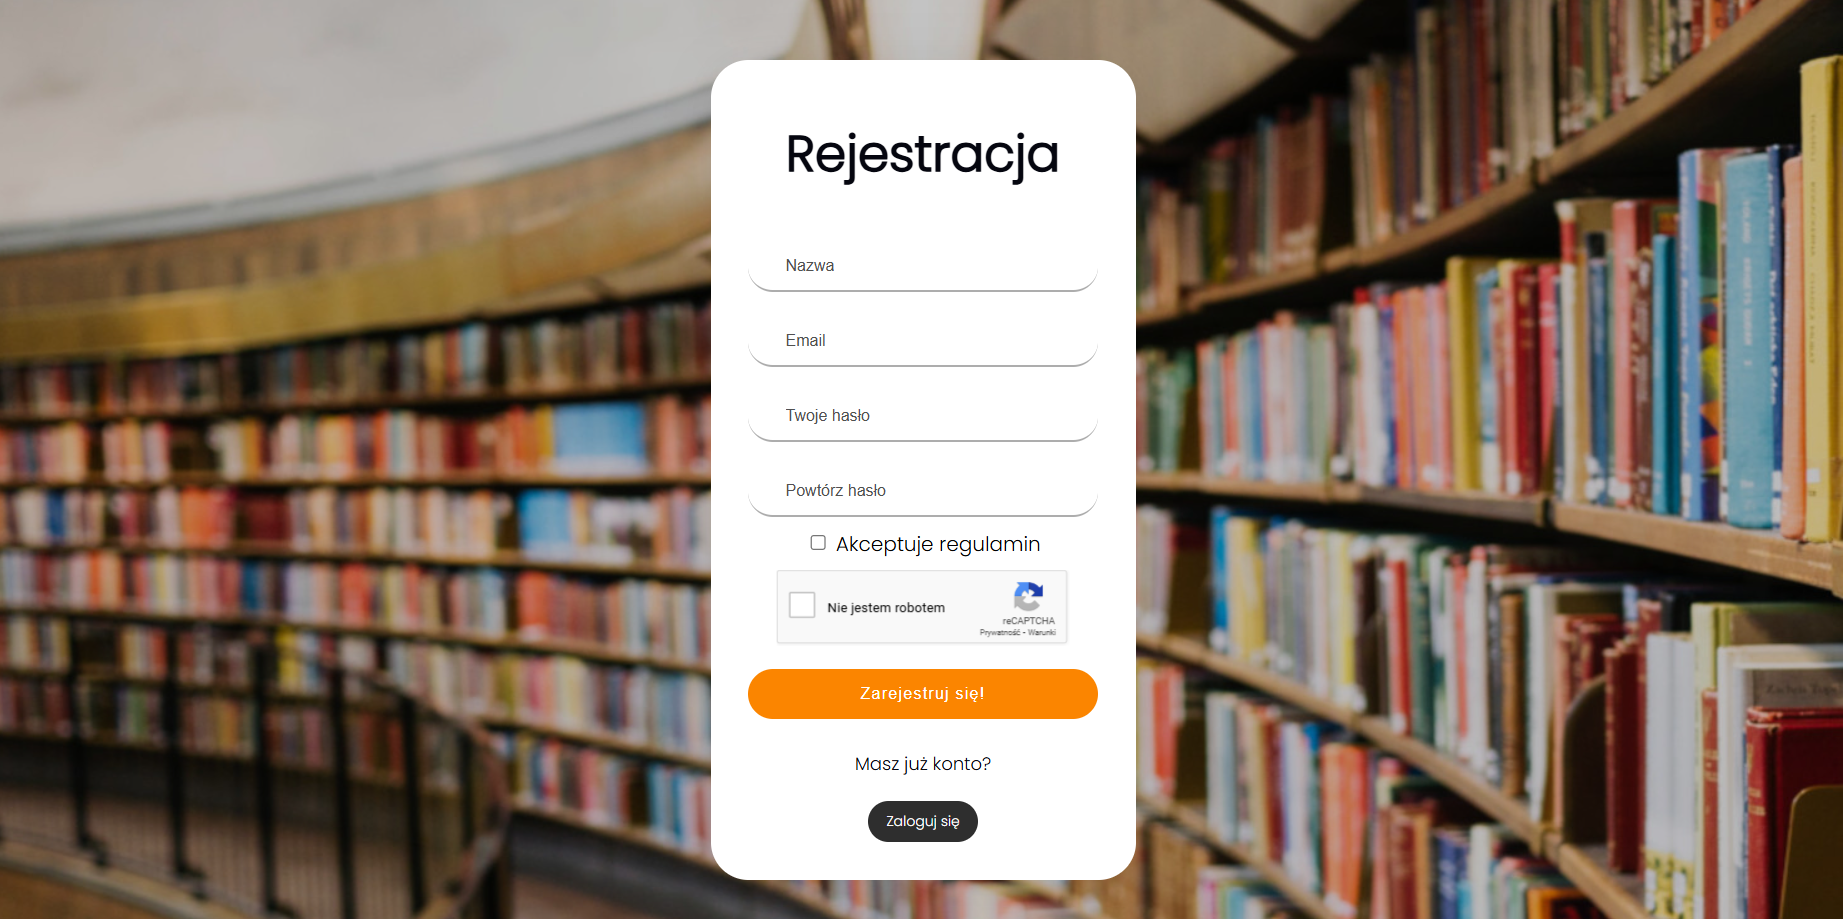 Rejestracja
Nazwa
Email
Twoje hasło
Powtórz hasło
Akceptuje regulamin
Nie jestem robotem
reCAPTCHA
Prywatność - Warunki
Zarejestruj się!
Masz już konto?
Zaloguj się